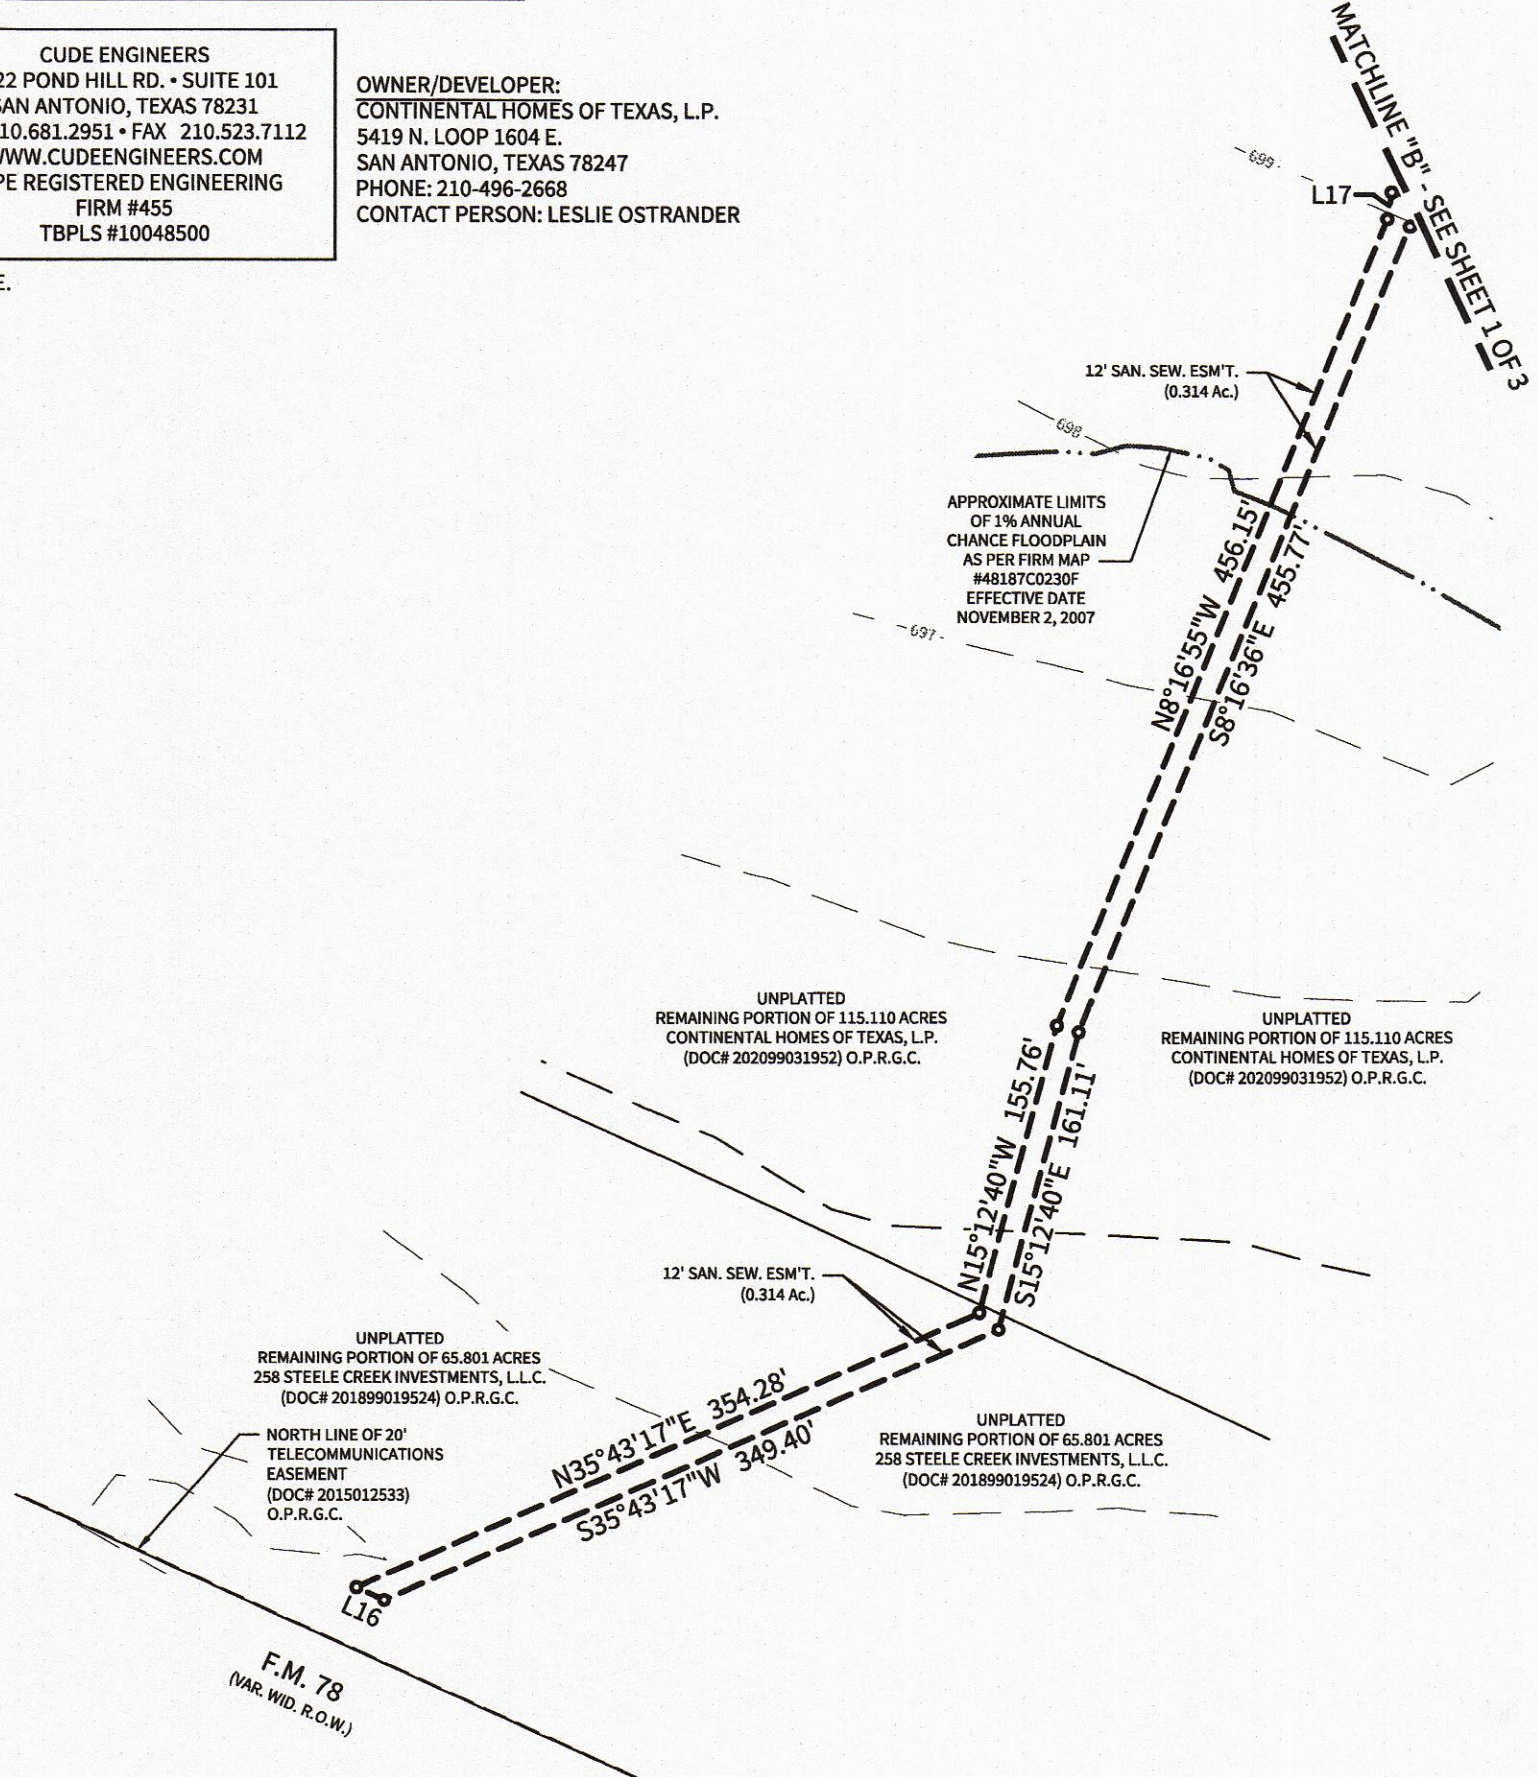 CUDE ENGINEERS
22 POND HILL RD. • SUITE 101
SAN ANTONIO, TEXAS 78231
10.681.2951 • FAX 210.523.7112
WWW.CUDEENGINEERS.COM
PE REGISTERED ENGINEERING
FIRM #455
TBPLS #10048500
E.
OWNER/DEVELOPER:
CONTINENTAL HOMES OF TEXAS, L.P.
5419 N. LOOP 1604 E.
SAN ANTONIO, TEXAS 78247
PHONE: 210-496-2668
CONTACT PERSON: LESLIE OSTRANDER
MATCHLINE "B" - SEE SHEET 1 OF 3
699
L17
12' SAN. SEW. ESM'T.
(0.314 Ac.)
698
APPROXIMATE LIMITS
OF 1% ANNUAL
CHANCE FLOODPLAIN
AS PER FIRM MAP
#48187C0230F
EFFECTIVE DATE
NOVEMBER 2, 2007
697
N8°16'55"W 456.15'
S8°16'36"E 455.77'
UNPLATTED
REMAINING PORTION OF 115.110 ACRES
CONTINENTAL HOMES OF TEXAS, L.P.
(DOC# 202099031952) O.P.R.G.C.
UNPLATTED
REMAINING PORTION OF 115.110 ACRES
CONTINENTAL HOMES OF TEXAS, L.P.
(DOC# 202099031952) O.P.R.G.C.
N15°12'40"W 155.76'
S15°12'40"E 161.11'
12' SAN. SEW. ESM'T.
(0.314 Ac.)
UNPLATTED
REMAINING PORTION OF 65.801 ACRES
258 STEELE CREEK INVESTMENTS, L.L.C.
(DOC# 201899019524) O.P.R.G.C.
N35°43'17"E 354.28'
S35°43'17"W 349.40'
UNPLATTED
REMAINING PORTION OF 65.801 ACRES
258 STEELE CREEK INVESTMENTS, L.L.C.
(DOC# 201899019524) O.P.R.G.C.
NORTH LINE OF 20'
TELECOMMUNICATIONS
EASEMENT
(DOC# 2015012533)
O.P.R.G.C.
L16
F.M. 78
(VAR. WID. R.O.W.)